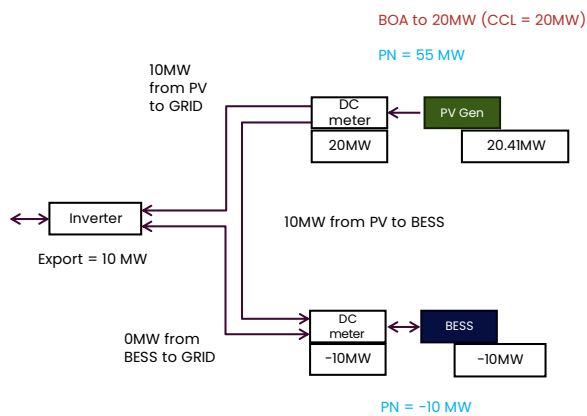 BOA to 20MW (CCL = 20MW)
PN = 55 MW
10MW
from PV
to GRID
DC
meter
PV Gen
20MW
20.41MW
Inverter
10MW from PV to BESS
Export = 10 MW
0MW from
BESS to GRID
DC
meter
BESS
-10MW
-10MW
PN = -10 MW